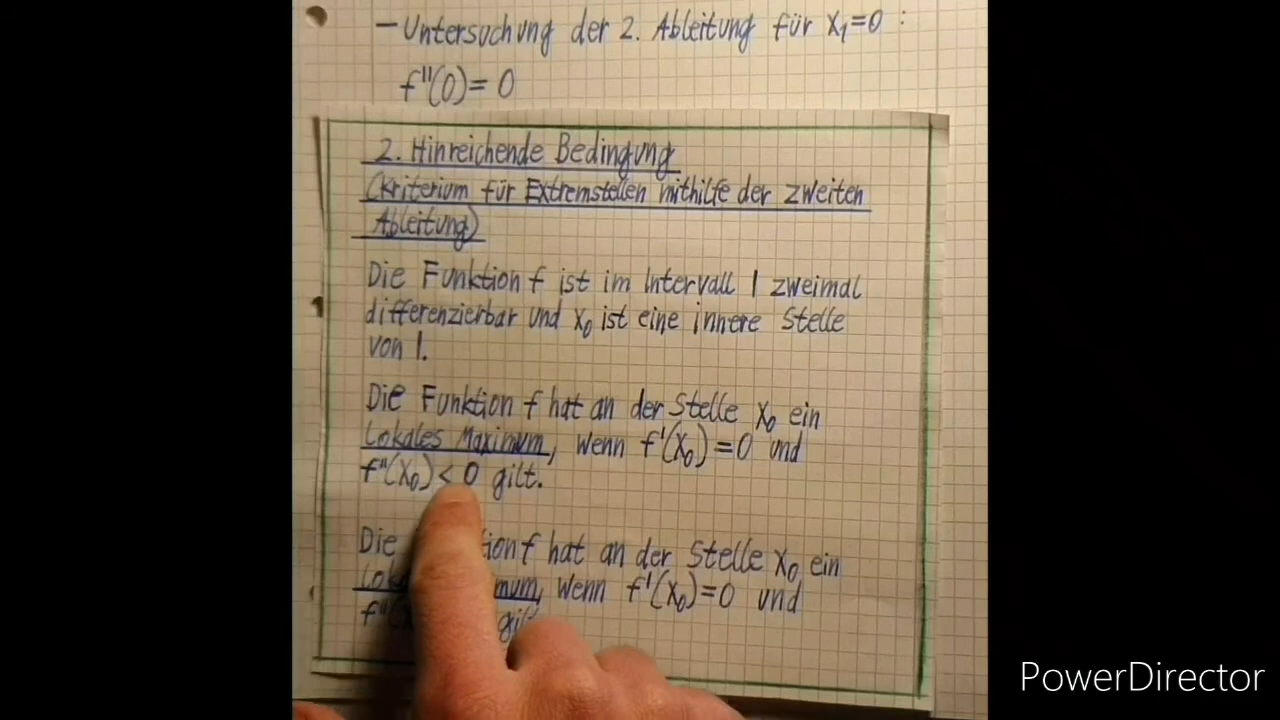 – Untersuchung der 2. Ableitung für x₁=0 :
f''(0)= 0
2. Hinreichende Bedingung
(Kriterium für Extremstellen mithilfe der zweiten
Ableitung)
Die Funktion f ist im Intervall I zweimal
differenzierbar und x₀ ist eine innere Stelle
von I.
Die Funktion f hat an der Stelle x₀ ein
Lokales Maximum, wenn f'(x₀)=0 und
f''(x₀)<0 gilt.
Die f hat an der Stelle x₀ ein
wenn f'(x₀)=0 und
PowerDirector